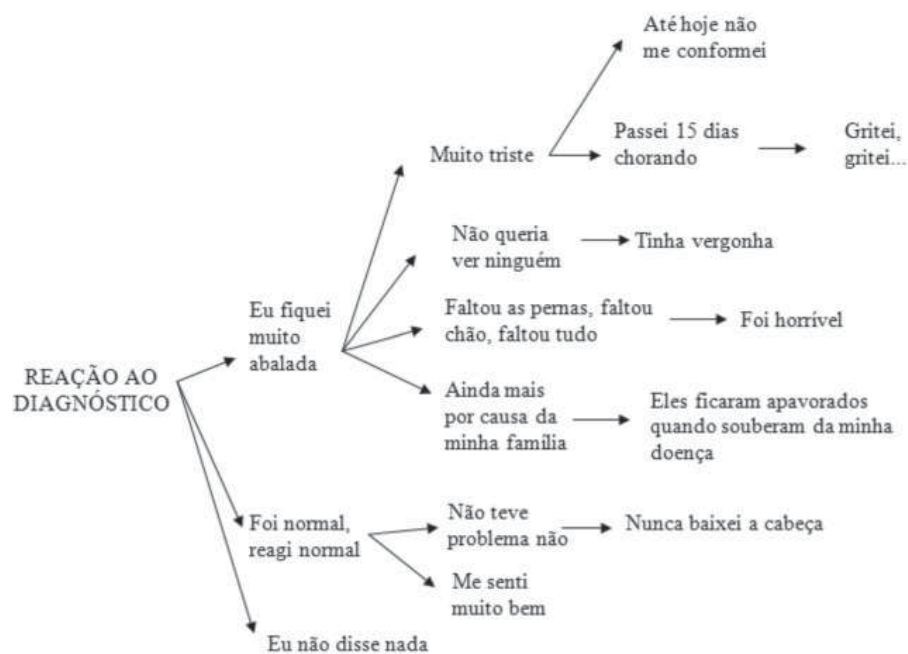 Até hoje não
me conformei
Muito triste
Passei 15 dias
chorando
Gritei,
gritei...
Não queria
ver ninguém
Tinha vergonha
Eu fiquei
muito
abalada
Faltou as pernas, faltou
chão, faltou tudo
Foi horrível
REAÇÃO AO
DIAGNÓSTICO
Ainda mais
por causa da
minha família
Eles ficaram apavorados
quando souberam da minha
doença
Foi normal,
reagi normal
Não teve
problema não
Nunca baixei a cabeça
Me senti
muito bem
Eu não disse nada